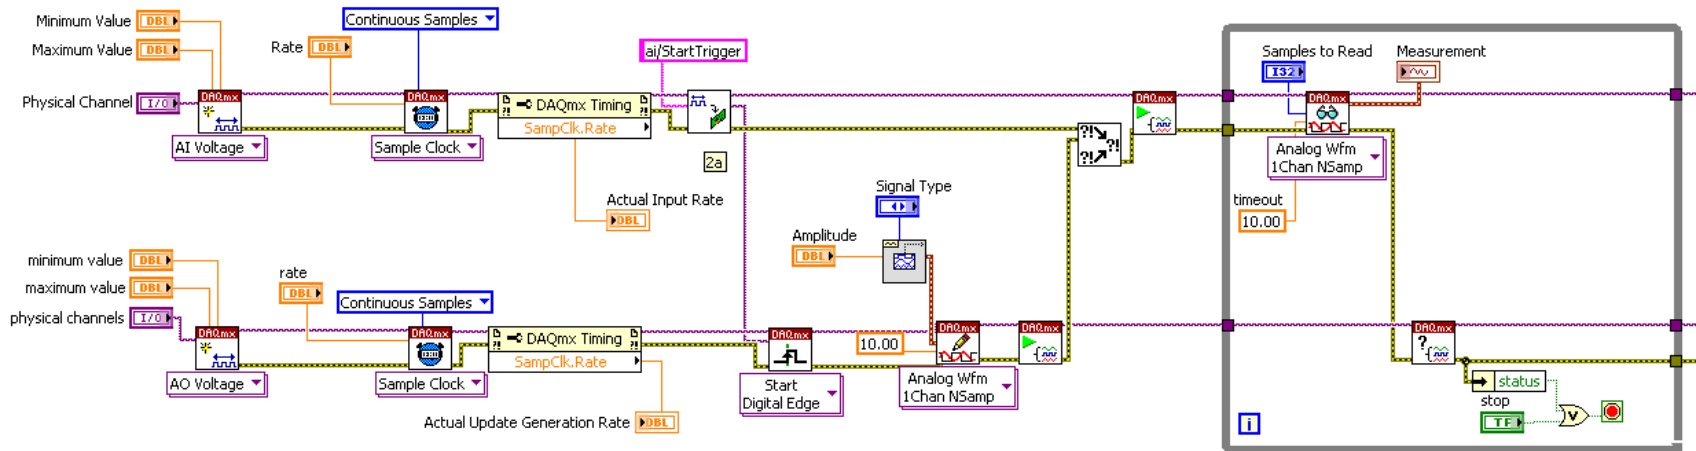 Minimum Value
DBL
Maximum Value
DBL
Physical Channel
I/O
DAQmx
AI Voltage
Rate
DBL
Continuous Samples
DAQmx
Sample Clock
DAQmx Timing
SampClk.Rate
Actual Input Rate
DBL
ai/StartTrigger
2a
?!
?!
?!
DAQmx
Samples to Read
I32
Measurement
DAQmx
Analog Wfm
1Chan NSamp
timeout
10.00
minimum value
DBL
maximum value
DBL
physical channels
I/O
DAQmx
AO Voltage
rate
DBL
Continuous Samples
DAQmx
Sample Clock
DAQmx Timing
SampClk.Rate
Actual Update Generation Rate
DBL
DAQmx
Start
Digital Edge
Signal Type
Amplitude
DBL
10.00
DAQmx
Analog Wfm
1Chan NSamp
DAQmx
DAQmx
?
status
stop
TF
V
i